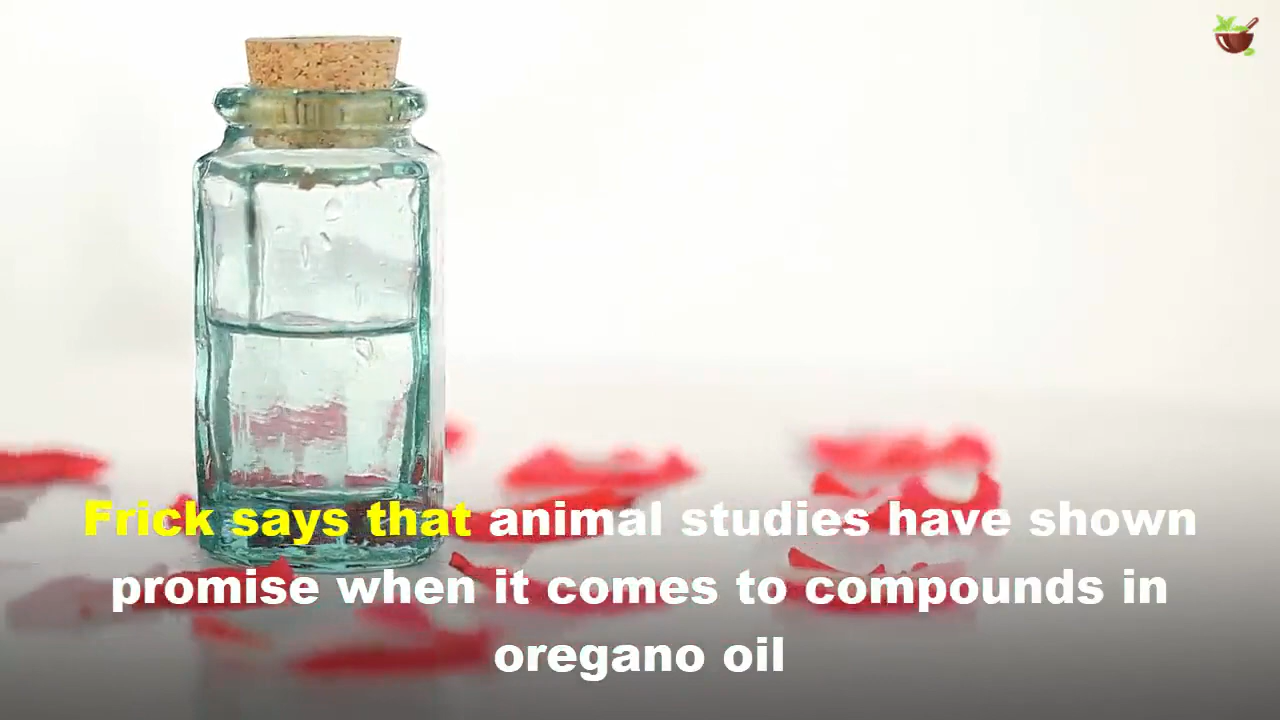 Frick says that animal studies have shown
promise when it comes to compounds in
oregano oil